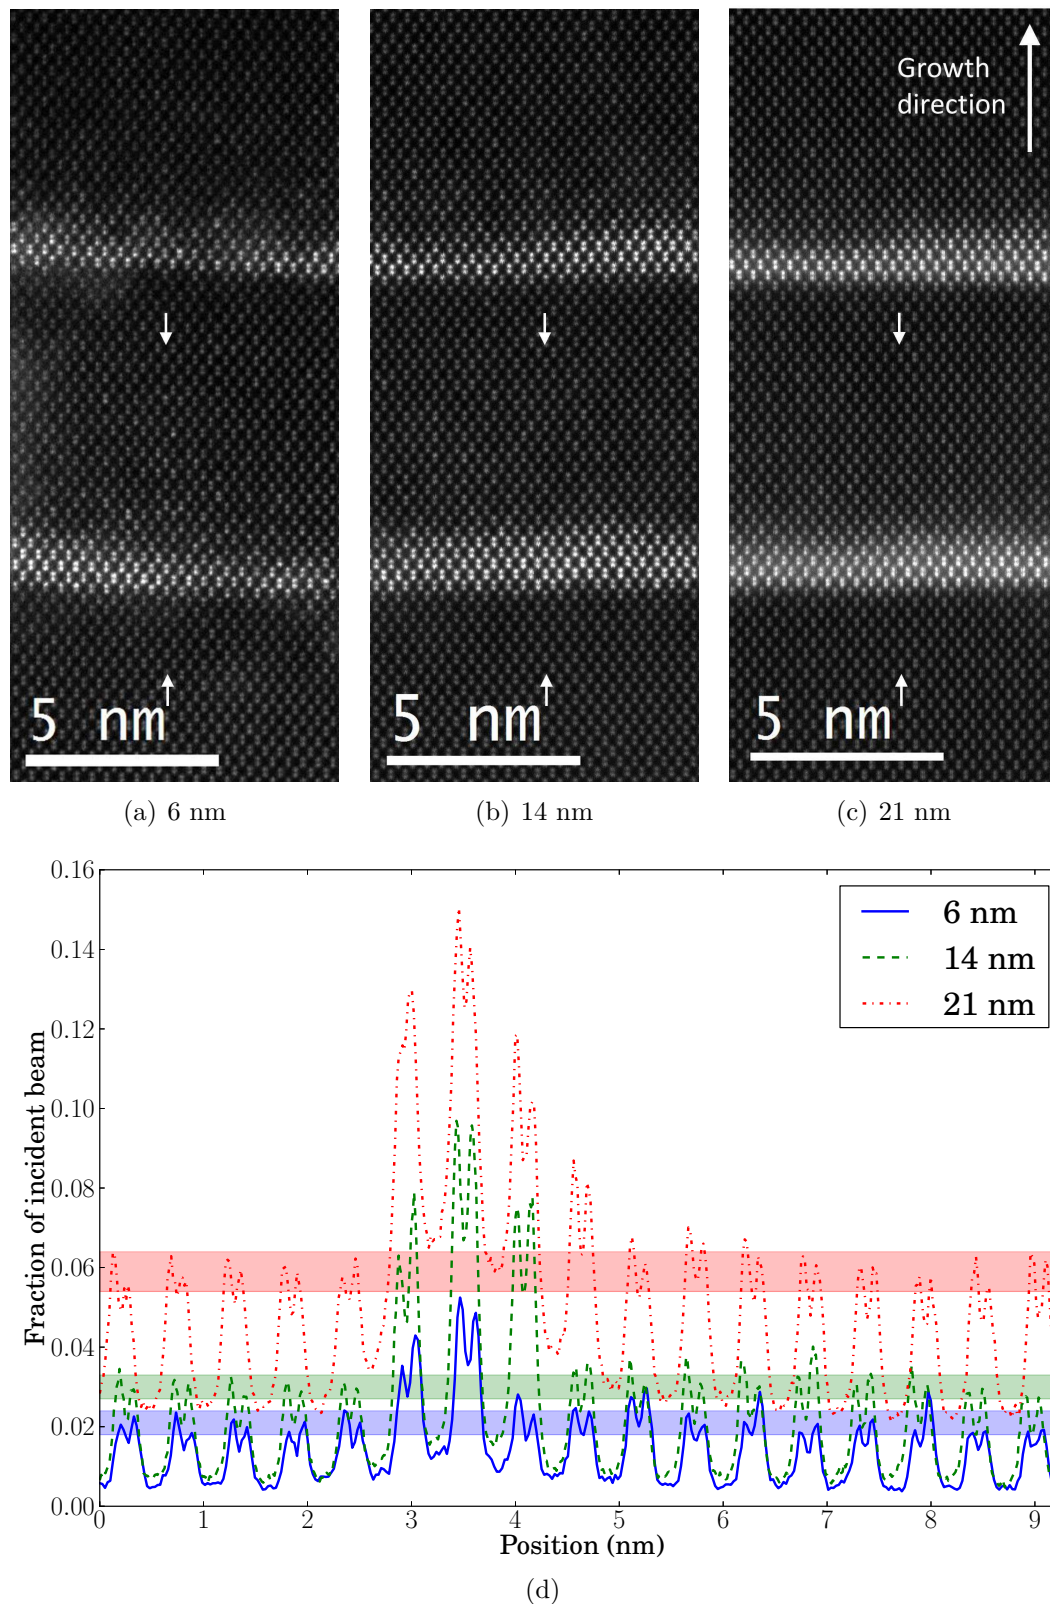 Growth
direction
5 nm
5 nm
5 nm
(a) 6 nm
(b) 14 nm
(c) 21 nm
0.16
0.14
0.12
0.10
0.08
0.06
0.04
0.02
0.00
Fraction of incident beam
6 nm
14 nm
21 nm
0 1 2 3 4 5 6 7 8 9
Position (nm)
(d)